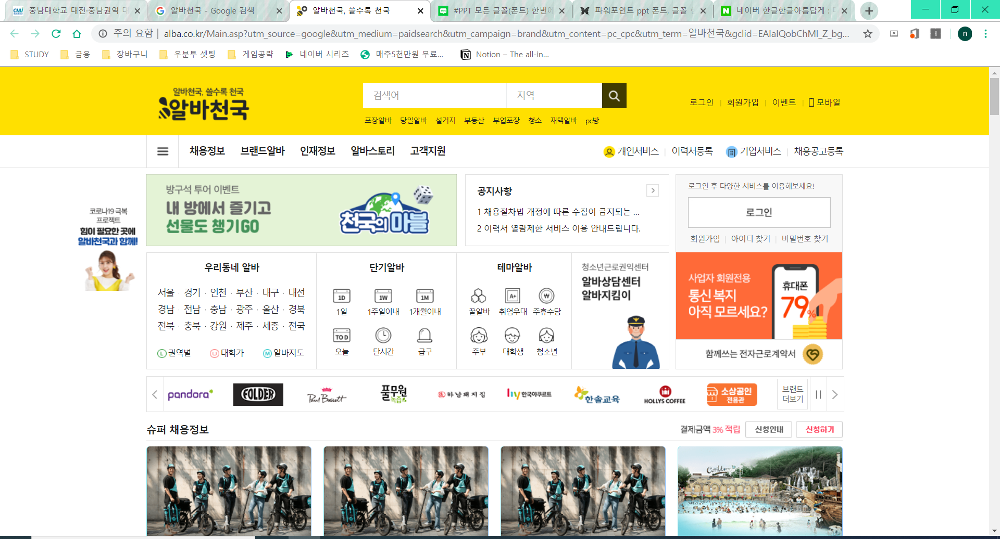 충남대학교 대전·충남권역 대
알바천국 - Google 검색
알바천국, 쓸수록 천국
#PPT 모든 글꼴(폰트) 한번에
파워포인트 ppt 폰트, 글꼴 한
네이버 한글한글아름답게 : 다
주의 요함 | alba.co.kr/Main.asp?utm_source=google&utm_medium=paidsearch&utm_campaign=brand&utm_content=pc_cpc&utm_term=알바천국&gclid=EAIaIQobChMI_Z_bg...
n
STUDY 금융 장바구니 우분투 셋팅 게임공략 네이버 시리즈 매주5천만원 무료... Notion – The all-in...
알바천국, 쓸수록 천국
알바천국
검색어 지역
로그인 | 회원가입 | 이벤트 | 모바일
포장알바 당일알바 설거지 부동산 부업포장 청소 재택알바 pc방
채용정보 브랜드알바 인재정보 알바스토리 고객지원
개인서비스 | 이력서등록 기업서비스 | 채용공고등록
코로나19 극복
프로젝트
힘이 필요한 곳에
알바천국과 함께!
방구석 투어 이벤트
내 방에서 즐기고
선물도 챙기GO
천국의 마블
공지사항
1 채용절차법 개정에 따른 수집이 금지되는 ...
2 이력서 열람제한 서비스 이용 안내드립니다.
로그인 후 다양한 서비스를 이용해보세요!
로그인
회원가입 | 아이디 찾기 | 비밀번호 찾기
우리동네 알바
서울 · 경기 · 인천 · 부산 · 대구 · 대전
경남 · 전남 · 충남 · 광주 · 울산 · 경북
전북 · 충북 · 강원 · 제주 · 세종 · 전국
L 권역별 U 대학가 M 알바지도
단기알바
1D 1W 1M
1일 1주일이내 1개월이내
TO D
오늘 단시간 급구
테마알바
A+ ₩
꿀알바 취업우대 주휴수당
주부 대학생 청소년
청소년근로권익센터
알바상담센터
알바지킴이
사업자 회원전용
통신 복지
아직 모르세요?
휴대폰
79%
함께쓰는 전자근로계약서
pandora
FOLDER
Paul Bassett
풀무원
녹즙
하남돼지집
hy 한국야쿠르트
한솔교육
HOLLYS COFFEE
소상공인
전용관
브랜드
더보기
슈퍼 채용정보
결제금액 3% 적립 신청안내 신청하기